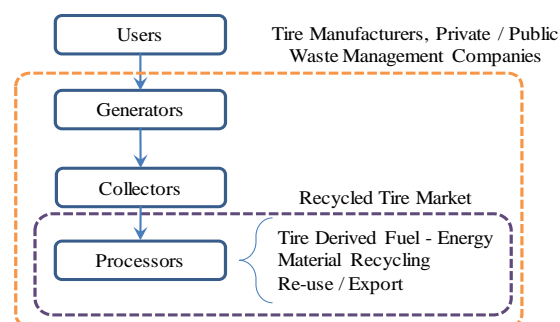 Users
Tire Manufacturers, Private / Public
Waste Management Companies
Generators
Collectors
Recycled Tire Market
Processors
Tire Derived Fuel - Energy
Material Recycling
Re-use / Export